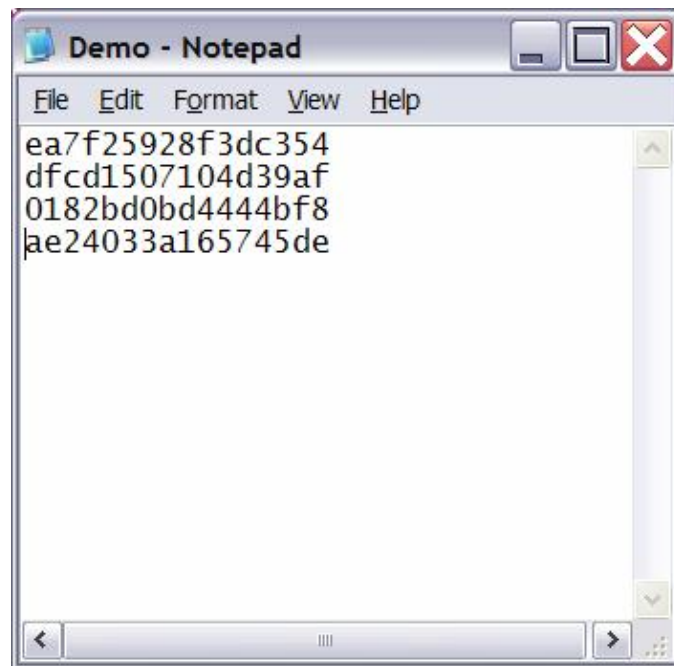 Demo - Notepad
File Edit Format View Help
ea7f25928f3dc354
dfcd1507104d39af
0182bd0bd4444bf8
ae24033a165745de